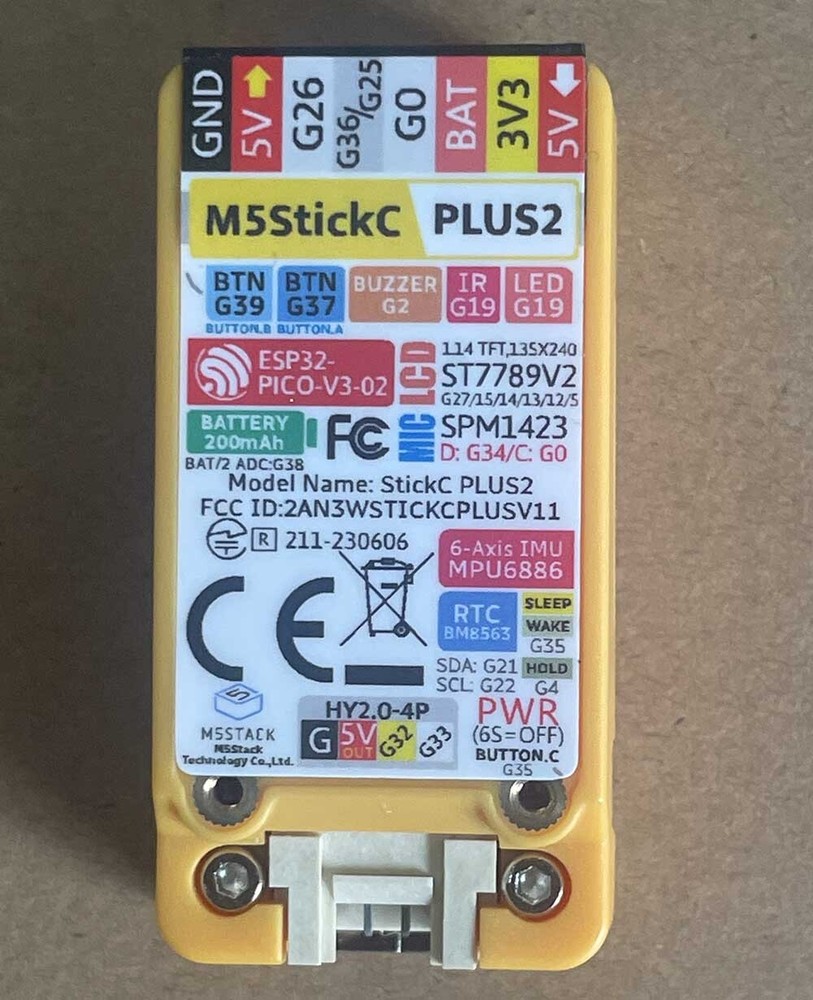 GND 5V G26 G36/G25 G0 BAT 3V3 5V
M5StickC PLUS2
BTN G39 BUTTON.B
BTN G37 BUTTON.A
BUZZER G2
IR G19
LED G19
ESP32-
PICO-V3-02
LCD
1.14 TFT,135X240
ST7789V2
G27/15/14/13/12/5
BATTERY
200mAh
BAT/2 ADC:G38
FC
MIC
SPM1423
D: G34/C: G0
Model Name: StickC PLUS2
FCC ID:2AN3WSTICKCPLUSV11
R 211-230606
6-Axis IMU
MPU6886
CE
RTC
BM8563
SLEEP
WAKE
G35
SDA: G21
SCL: G22
HOLD
G4
M5
M5STACK
M5Stack
Technology Co.,Ltd.
HY2.0-4P
G 5V OUT G32 G33
PWR
(6S=OFF)
BUTTON.C
G35